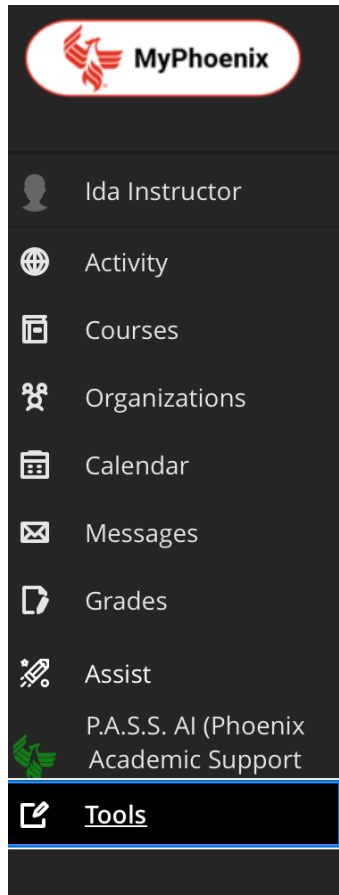 MyPhoenix
Ida Instructor
Activity
Courses
Organizations
Calendar
Messages
Grades
Assist
P.A.S.S. AI (Phoenix
Academic Support
Tools